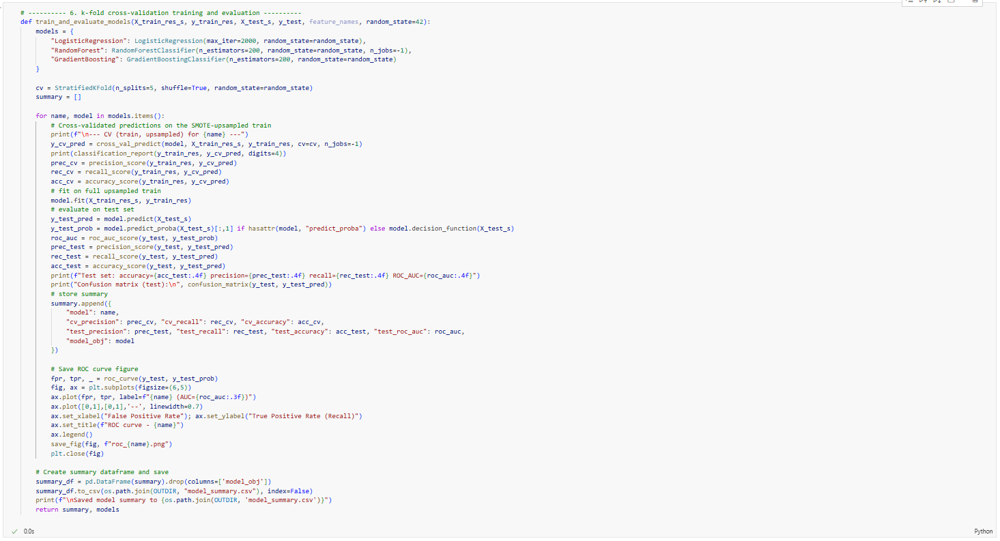 # ---------- 6. k-fold cross-validation training and evaluation ----------
def train_and_evaluate_models(X_train_res_s, y_train_res, X_test_s, y_test, feature_names, random_state=42):
    models = {
        "LogisticRegression": LogisticRegression(max_iter=2000, random_state=random_state),
        "RandomForest": RandomForestClassifier(n_estimators=200, random_state=random_state, n_jobs=-1),
        "GradientBoosting": GradientBoostingClassifier(n_estimators=200, random_state=random_state)
    }

    cv = StratifiedKFold(n_splits=5, shuffle=True, random_state=random_state)
    summary = []

    for name, model in models.items():
        # Cross-validated predictions on the SMOTE-upsampled train
        print(f"\n--- CV (train, upsampled) for {name} ---")
        y_cv_pred = cross_val_predict(model, X_train_res_s, y_train_res, cv=cv, n_jobs=-1)
        print(classification_report(y_train_res, y_cv_pred, digits=4))
        prec_cv = precision_score(y_train_res, y_cv_pred)
        rec_cv = recall_score(y_train_res, y_cv_pred)
        acc_cv = accuracy_score(y_train_res, y_cv_pred)
        # fit on full upsampled train
        model.fit(X_train_res_s, y_train_res)
        # evaluate on test set
        y_test_pred = model.predict(X_test_s)
        y_test_prob = model.predict_proba(X_test_s)[:,1] if hasattr(model, "predict_proba") else model.decision_function(X_test_s)
        roc_auc = roc_auc_score(y_test, y_test_prob)
        prec_test = precision_score(y_test, y_test_pred)
        rec_test = recall_score(y_test, y_test_pred)
        acc_test = accuracy_score(y_test, y_test_pred)
        print(f"Test set: accuracy={acc_test:.4f} precision={prec_test:.4f} recall={rec_test:.4f} ROC_AUC={roc_auc:.4f}")
        print("Confusion matrix (test):\n", confusion_matrix(y_test, y_test_pred))
        # store summary
        summary.append({
            "model": name,
            "cv_precision": prec_cv, "cv_recall": rec_cv, "cv_accuracy": acc_cv,
            "test_precision": prec_test, "test_recall": rec_test, "test_accuracy": acc_test, "test_roc_auc": roc_auc,
            "model_obj": model
        })

        # Save ROC curve figure
        fpr, tpr, _ = roc_curve(y_test, y_test_prob)
        fig, ax = plt.subplots(figsize=(6,5))
        ax.plot(fpr, tpr, label=f"{name} (AUC={roc_auc:.3f})")
        ax.plot([0,1],[0,1],'--', linewidth=0.7)
        ax.set_xlabel("False Positive Rate"); ax.set_ylabel("True Positive Rate (Recall)")
        ax.set_title(f"ROC curve - {name}")
        ax.legend()
        save_fig(fig, f"roc_{name}.png")
        plt.close(fig)

    # Create summary dataframe and save
    summary_df = pd.DataFrame(summary).drop(columns=['model_obj'])
    summary_df.to_csv(os.path.join(OUTDIR, "model_summary.csv"), index=False)
    print(f"\nSaved model summary to {os.path.join(OUTDIR, 'model_summary.csv')}")
    return summary, models
0.0s
Python